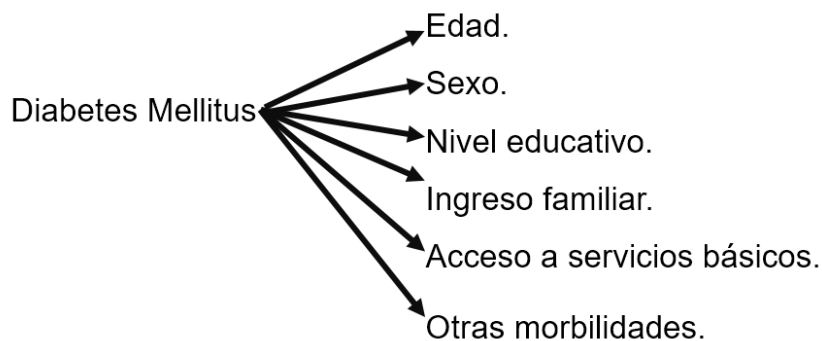 Edad.
Sexo.
Diabetes Mellitus
Nivel educativo.
Ingreso familiar.
Acceso a servicios básicos.
Otras morbilidades.